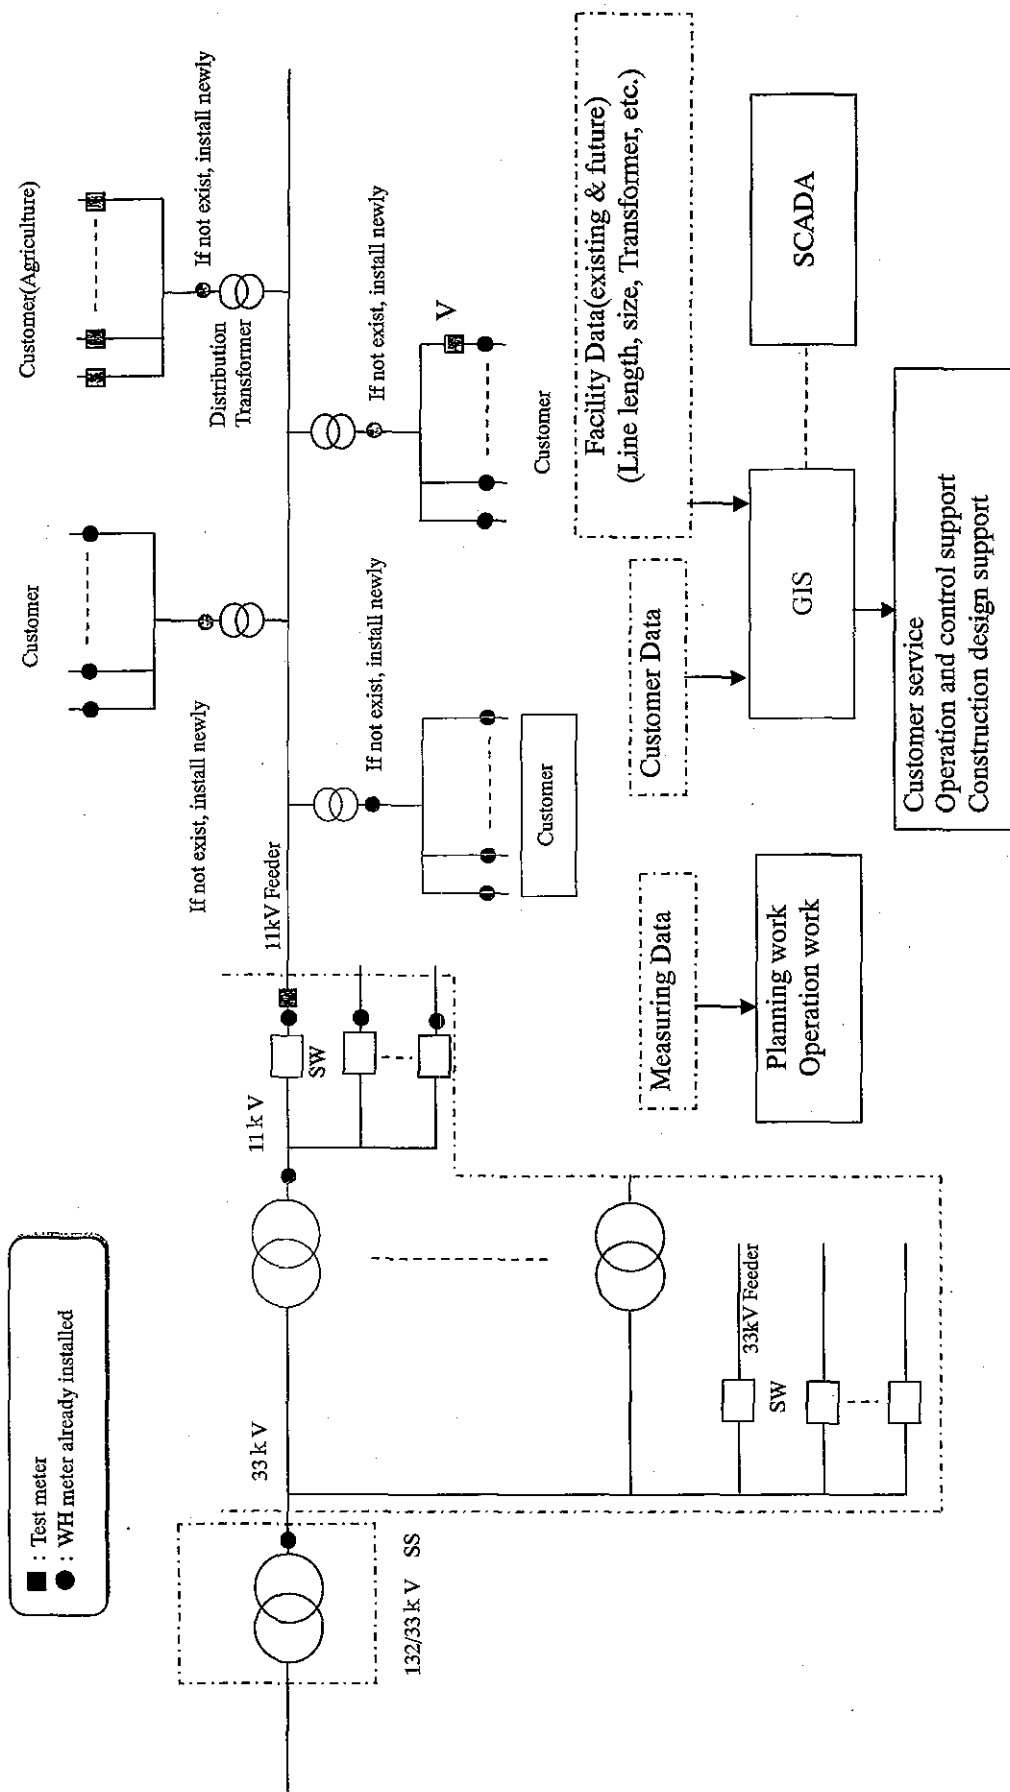 ■ : Test meter
● : WH meter already installed
132/33 k V SS
33 k V
11 k V
SW
11kV Feeder
33kV Feeder
SW
If not exist, install newly
Customer
If not exist, install newly
Customer
Distribution
Transformer
Customer(Agriculture)
If not exist, install newly
If not exist, install newly
V
Customer
Measuring Data
Planning work
Operation work
Customer Data
Facility Data(existing & future)
(Line length, size, Transformer, etc.)
GIS
SCADA
Customer service
Operation and control support
Construction design support